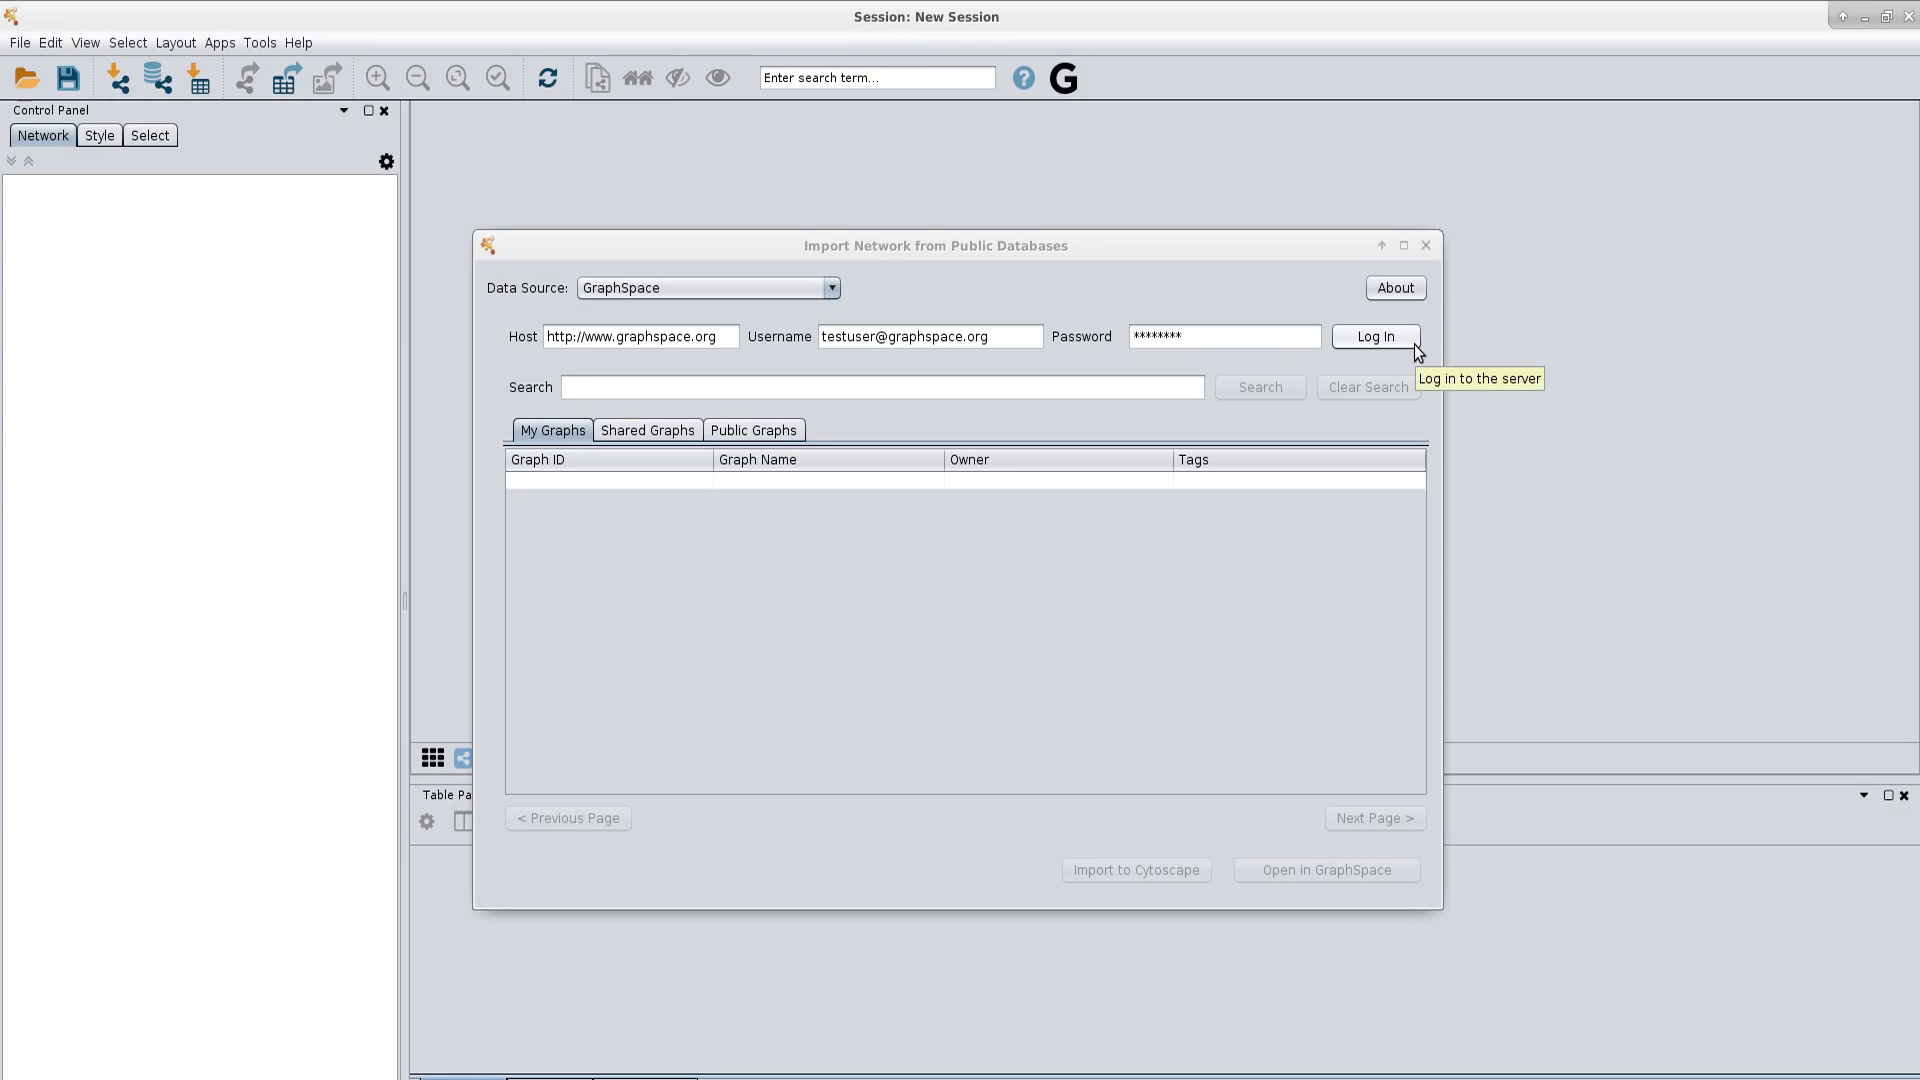 Session: New Session
File Edit View Select Layout Apps Tools Help
Enter search term...
? G
Control Panel
Network Style Select
Import Network from Public Databases
Data Source: GraphSpace About
Host http://www.graphspace.org Username testuser@graphspace.org Password ******** Log In
Log in to the server
Search Search Clear Search
My Graphs Shared Graphs Public Graphs
Graph ID Graph Name Owner Tags
Table Pa
< Previous Page Next Page >
Import to Cytoscape Open in GraphSpace